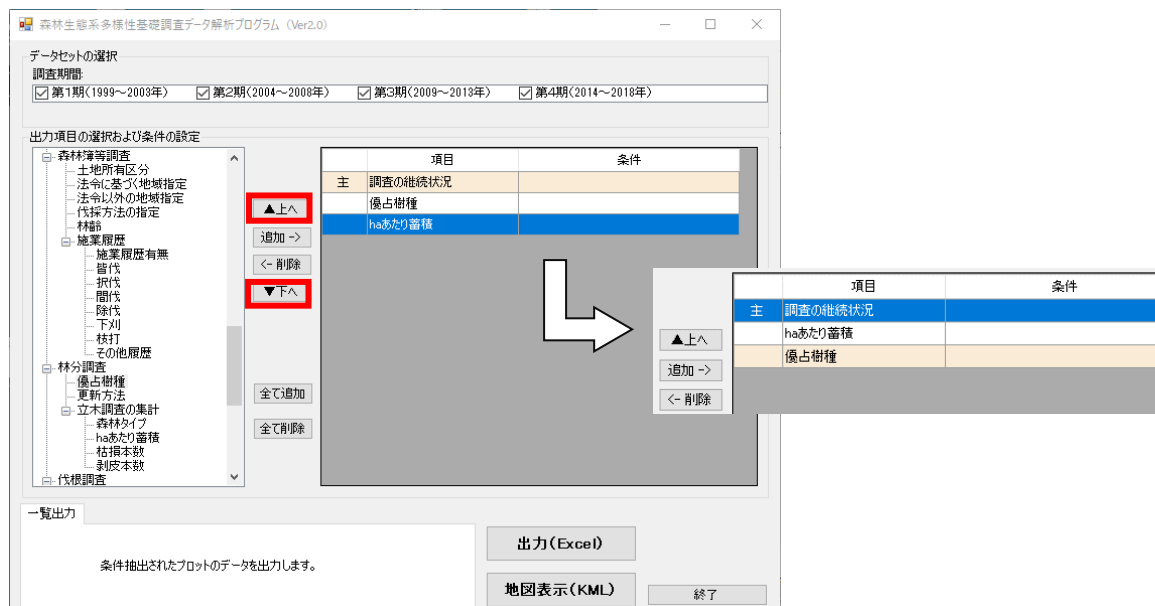 森林生態系多様性基礎調査データ解析プログラム (Ver2.0)
データセットの選択
調査期間:
第1期(1999～2003年) 第2期(2004～2008年) 第3期(2009～2013年) 第4期(2014～2018年)
出力項目の選択および条件の設定
森林簿等調査
土地所有区分
法令に基づく地域指定
法令以外の地域指定
伐採方法の指定
林齢
施業履歴
施業履歴有無
皆伐
択伐
間伐
除伐
下刈
枝打
その他履歴
林分調査
優占樹種
更新方法
立木調査の集計
森林タイプ
haあたり蓄積
枯損本数
剥皮本数
伐根調査
▲上へ
追加 ->
<- 削除
▼下へ
全て追加
全て削除
項目 条件
主 調査の継続状況
優占樹種
haあたり蓄積
項目 条件
主 調査の継続状況
haあたり蓄積
優占樹種
▲上へ
追加 ->
<- 削除
一覧出力
条件抽出されたプロットのデータを出力します。
出力(Excel)
地図表示(KML)
終了